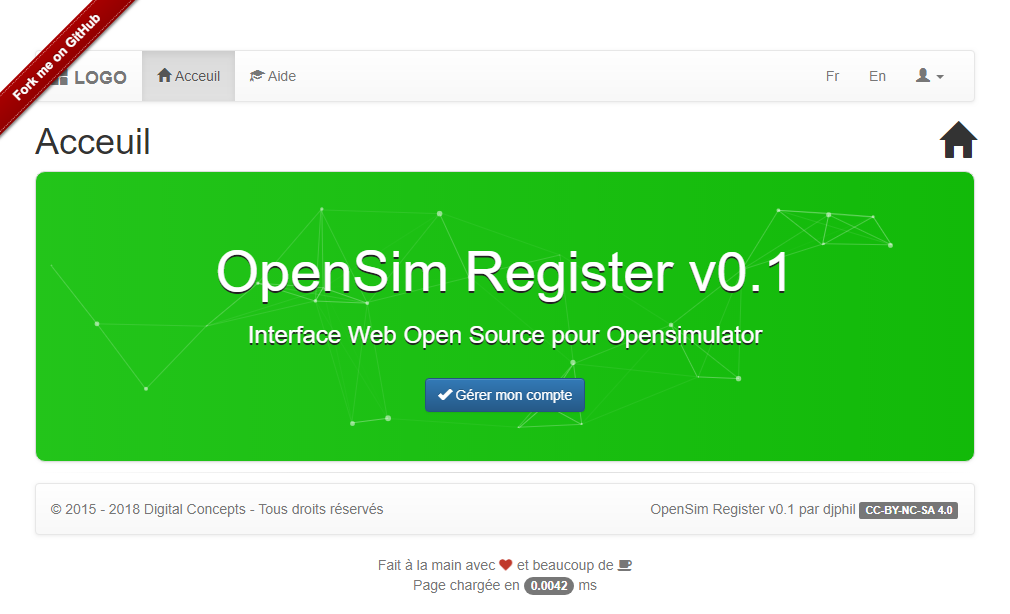 Fork me on GitHub
LOGO Acceuil Aide Fr En
Acceuil
OpenSim Register v0.1
Interface Web Open Source pour Opensimulator
Gérer mon compte
© 2015 - 2018 Digital Concepts - Tous droits réservés OpenSim Register v0.1 par djphil CC-BY-NC-SA 4.0
Fait à la main avec et beaucoup de
Page chargée en 0.0042 ms